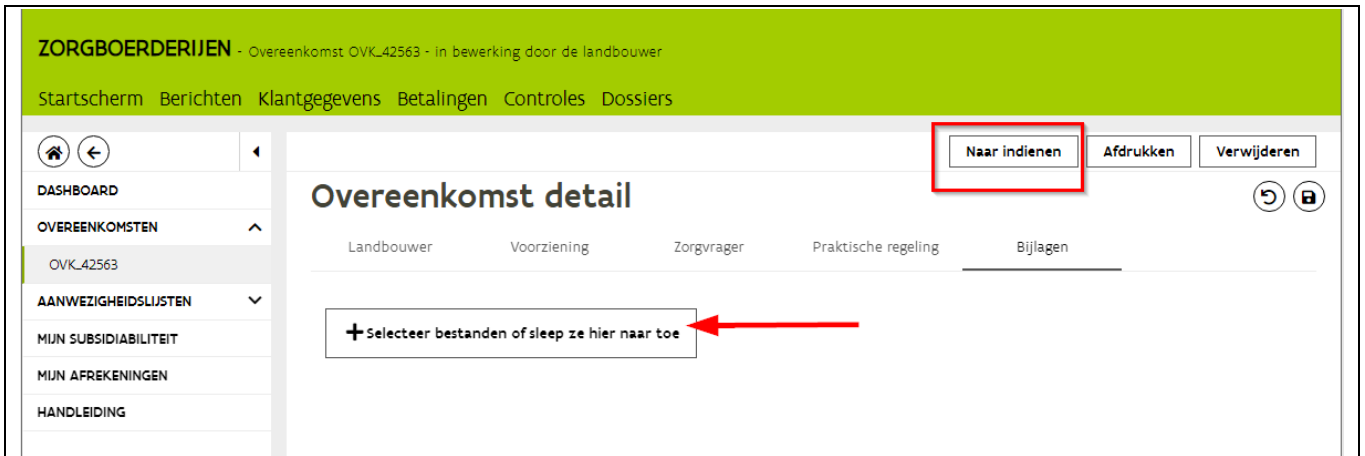 ZORGBOERDERIJEN - Overeenkomst OVK_42563 - in bewerking door de landbouwer
Startscherm Berichten Klantgegevens Betalingen Controles Dossiers
Naar indienen Afdrukken Verwijderen
DASHBOARD
OVEREENKOMSTEN
OVK_42563
AANWEZIGHEIDSLIJSTEN
MIJN SUBSIDIABILITEIT
MIJN AFREKENINGEN
HANDLEIDING
Overeenkomst detail
Landbouwer Voorziening Zorgvrager Praktische regeling Bijlagen
+ Selecteer bestanden of sleep ze hier naar toe